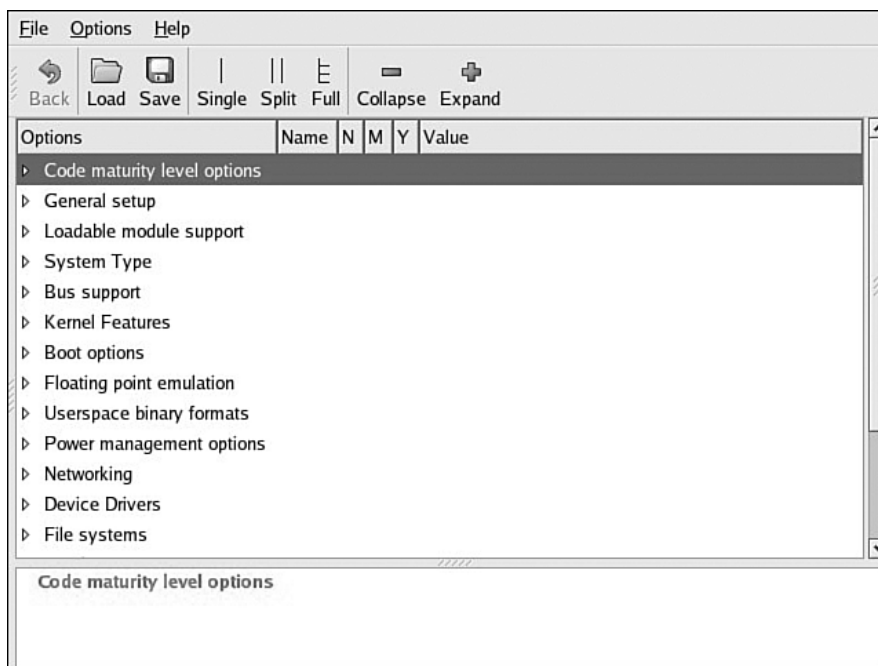 File Options Help
Back Load Save Single Split Full Collapse Expand
Options Name N M Y Value
Code maturity level options
General setup
Loadable module support
System Type
Bus support
Kernel Features
Boot options
Floating point emulation
Userspace binary formats
Power management options
Networking
Device Drivers
File systems
Code maturity level options